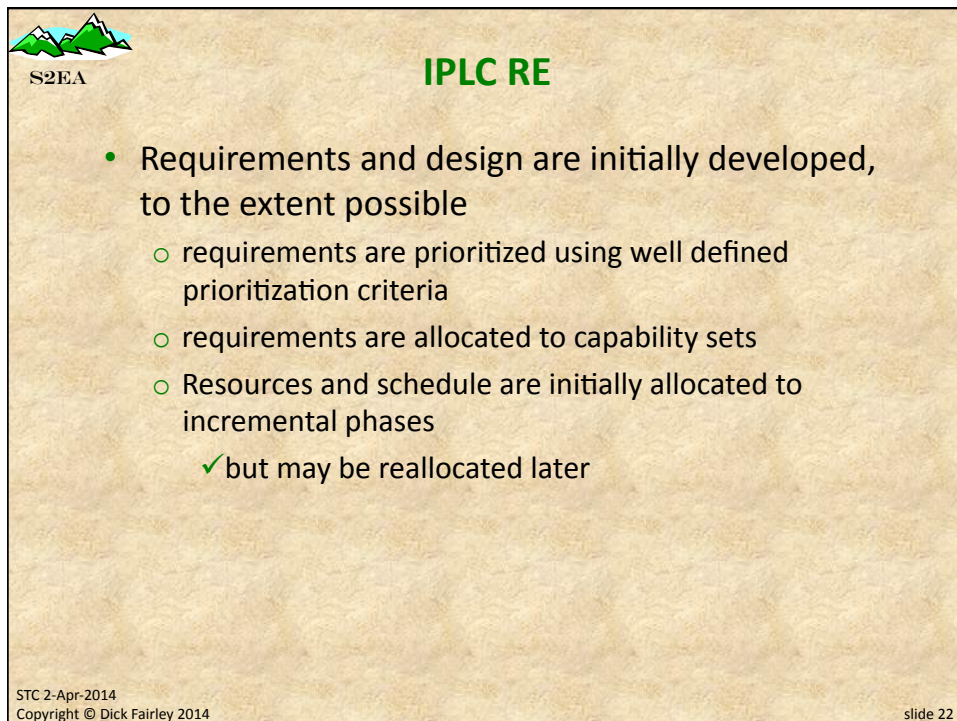 S2EA
IPLC RE
• Requirements and design are initially developed,
to the extent possible
o requirements are prioritized using well defined
prioritization criteria
o requirements are allocated to capability sets
o Resources and schedule are initially allocated to
incremental phases
✓but may be reallocated later
STC 2-Apr-2014
Copyright © Dick Fairley 2014
slide 22